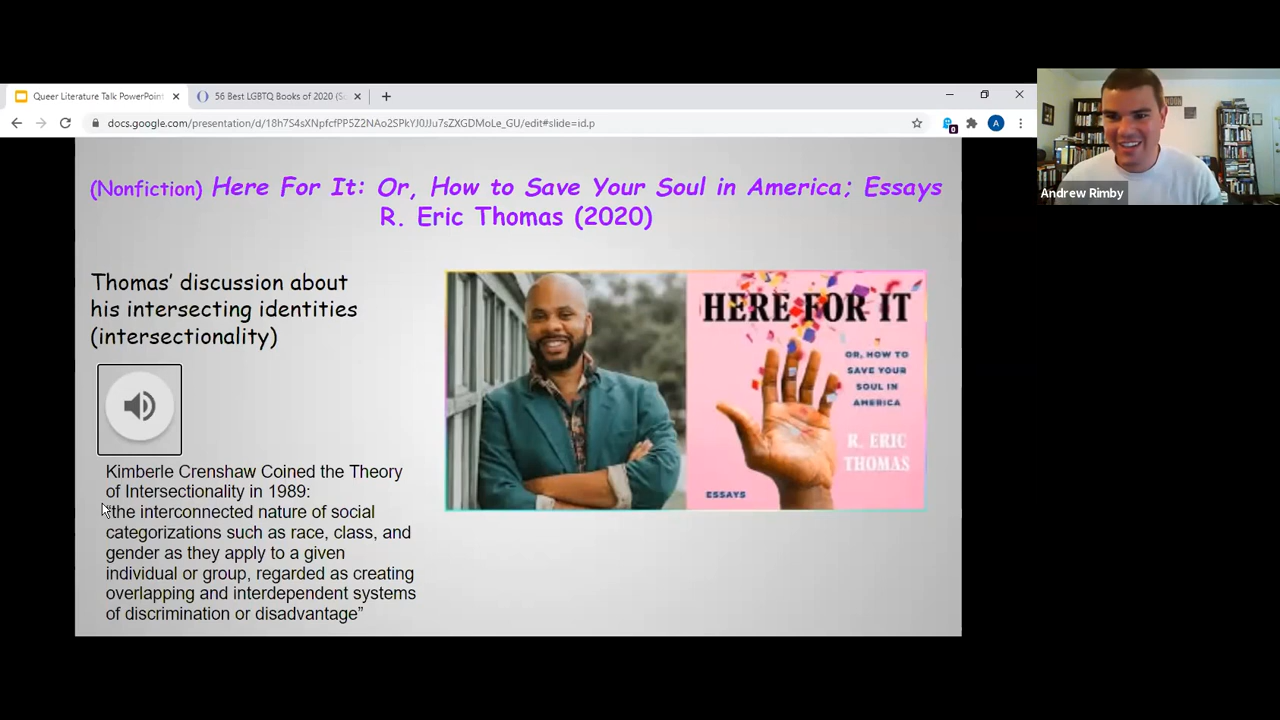 Queer Literature Talk PowerPoint
56 Best LGBTQ Books of 2020 (S
docs.google.com/presentation/d/18h7S4sXNpfcfPP5Z2NAo2SPkYJ0JJu7sZXGDMoLe_GU/edit#slide=id.p
0
A
Andrew Rimby
(Nonfiction) Here For It: Or, How to Save Your Soul in America; Essays
R. Eric Thomas (2020)
Thomas’ discussion about
his intersecting identities
(intersectionality)
Kimberle Crenshaw Coined the Theory
of Intersectionality in 1989:
"the interconnected nature of social
categorizations such as race, class, and
gender as they apply to a given
individual or group, regarded as creating
overlapping and interdependent systems
of discrimination or disadvantage”
HERE FOR IT
OR, HOW TO
SAVE YOUR
SOUL IN
AMERICA
R. ERIC
THOMAS
ESSAYS